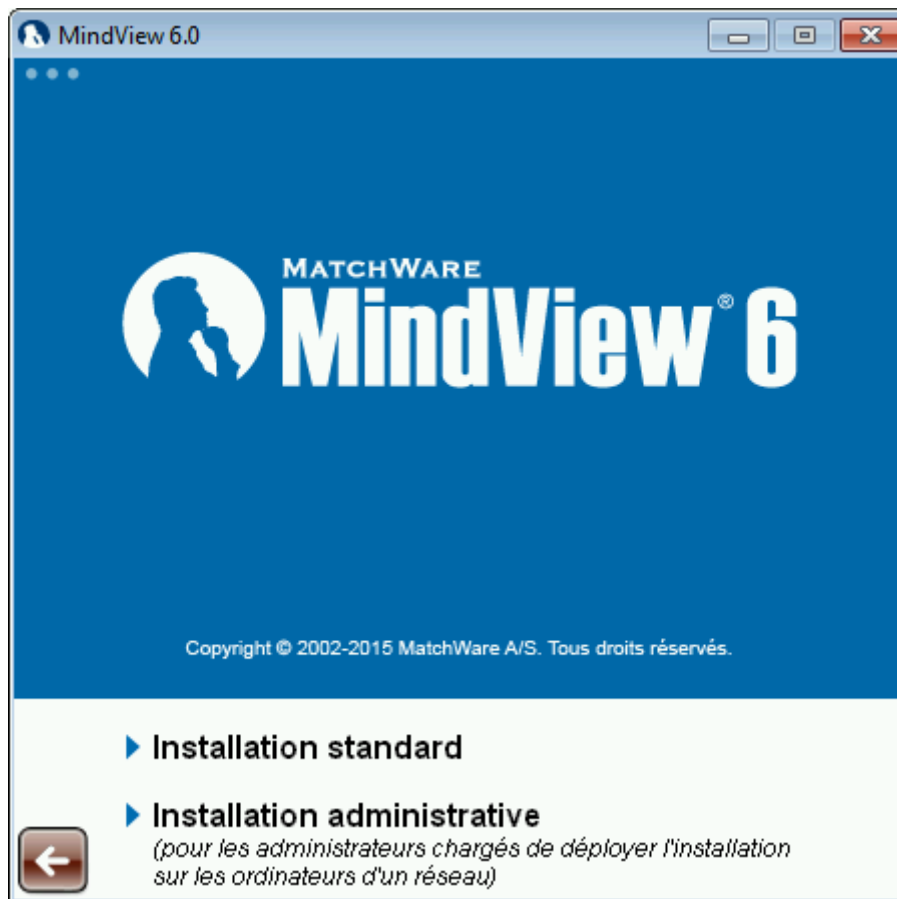 MindView 6.0
MATCHWARE
MindView® 6
Copyright © 2002-2015 MatchWare A/S. Tous droits réservés.
Installation standard
Installation administrative
(pour les administrateurs chargés de déployer l'installation
sur les ordinateurs d'un réseau)